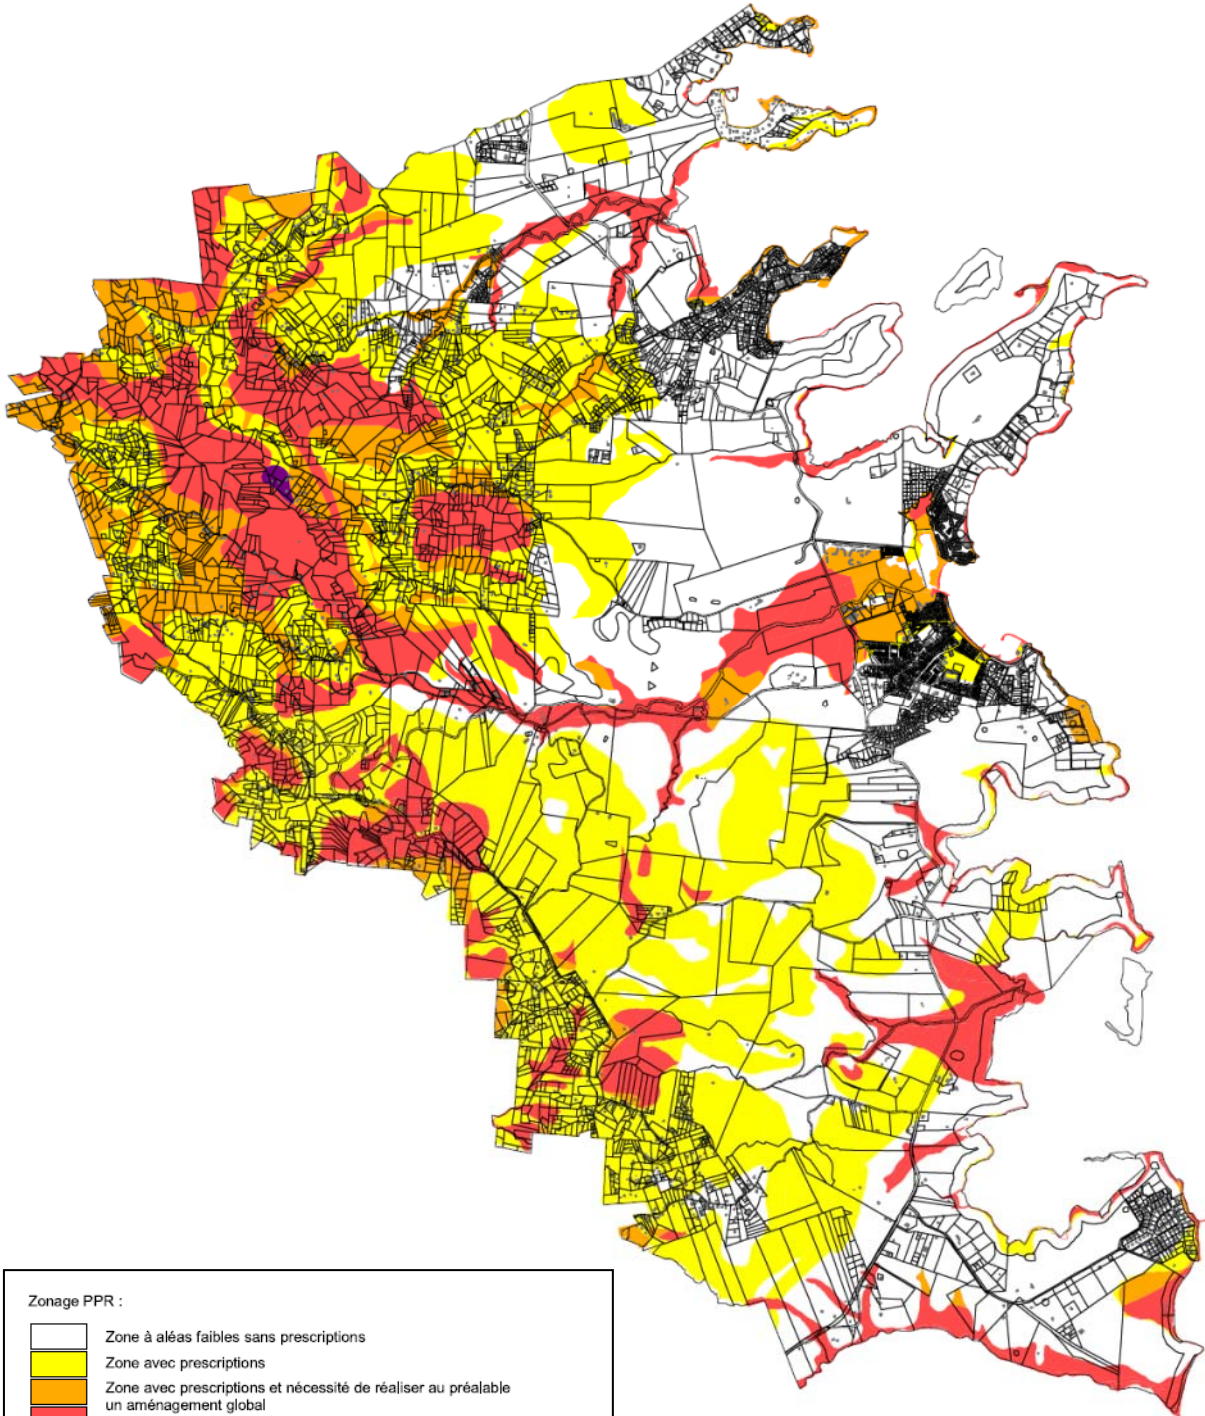 Zonage PPR :
Zone à aléas faibles sans prescriptions
Zone avec prescriptions
Zone avec prescriptions et nécessité de réaliser au préalable
un aménagement global